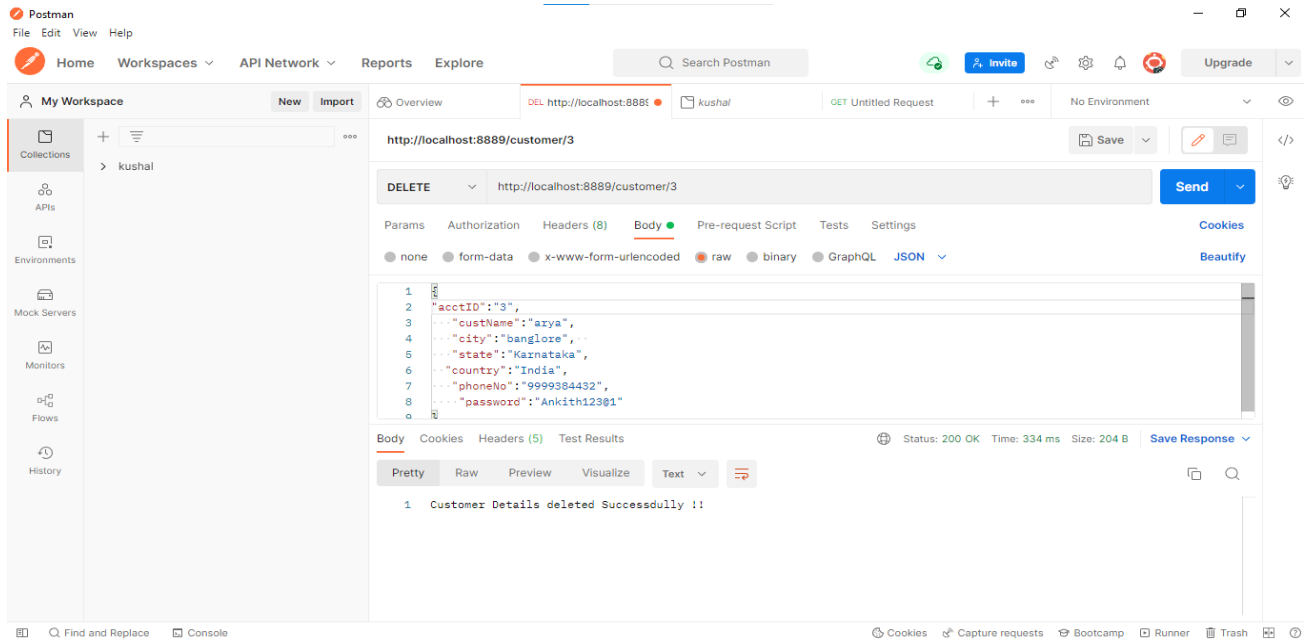 Postman
File Edit View Help
Home Workspaces API Network Reports Explore Search Postman Invite Upgrade
My Workspace New Import Overview DEL http://localhost:8889 kushal GET Untitled Request No Environment
Collections
kushal
APIs
Environments
Mock Servers
Monitors
Flows
History
http://localhost:8889/customer/3 Save
DELETE http://localhost:8889/customer/3 Send
Params Authorization Headers (8) Body Pre-request Script Tests Settings Cookies
none form-data x-www-form-urlencoded raw binary GraphQL JSON Beautify
1 {
2 "acctID":"3",
3 "custName":"arya",
4 "city":"banglore",
5 "state":"Karnataka",
6 "country":"India",
7 "phoneNo":"9999384432",
8 "password":"Ankith123@1"
9 }
Body Cookies Headers (5) Test Results Status: 200 OK Time: 334 ms Size: 204 B Save Response
Pretty Raw Preview Visualize Text
1 Customer Details deleted Successdully !!
Find and Replace Console Cookies Capture requests Bootcamp Runner Trash